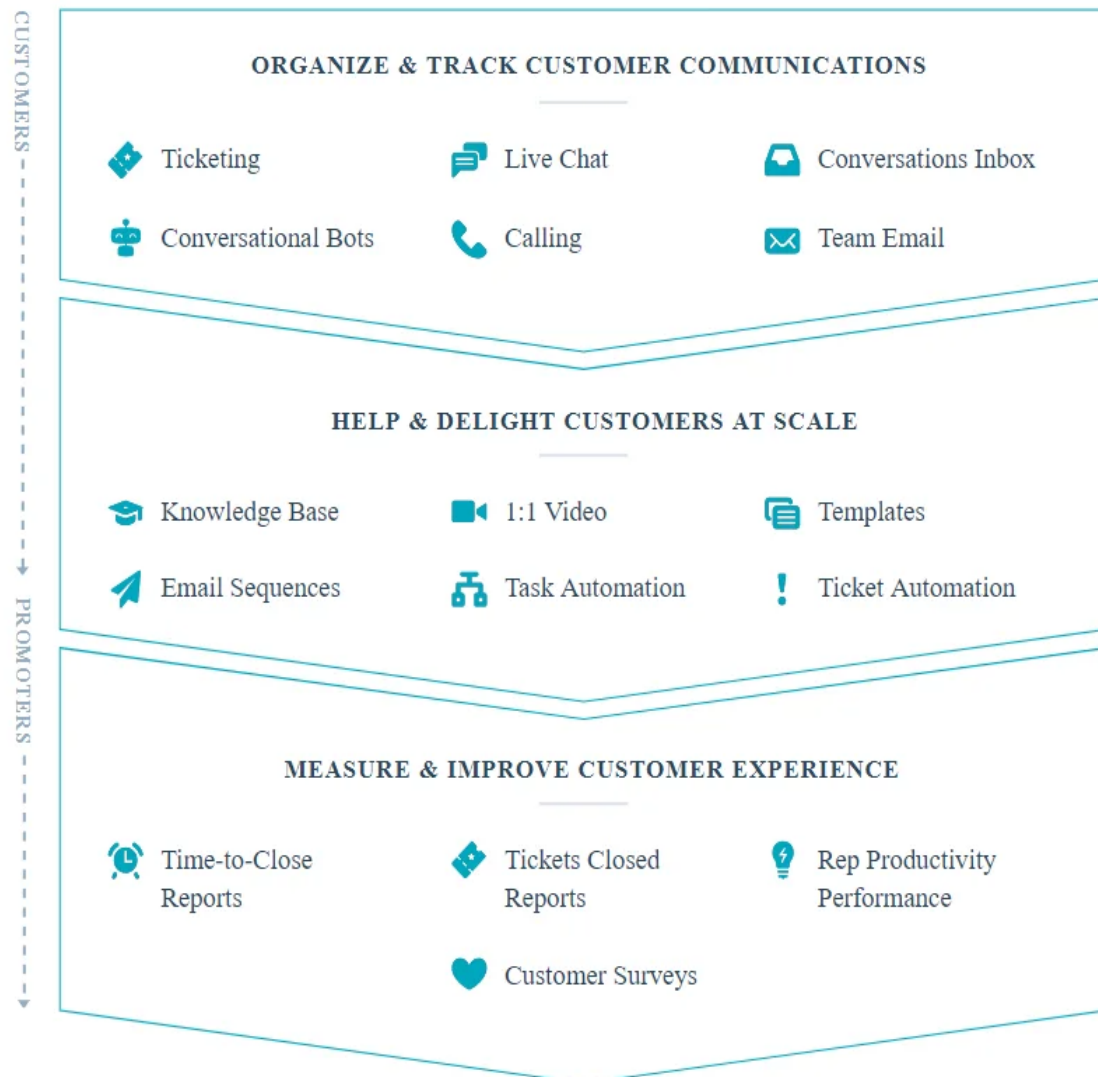 CUSTOMERS
ORGANIZE & TRACK CUSTOMER COMMUNICATIONS
Ticketing
Live Chat
Conversations Inbox
Conversational Bots
Calling
Team Email
HELP & DELIGHT CUSTOMERS AT SCALE
Knowledge Base
1:1 Video
Templates
Email Sequences
Task Automation
Ticket Automation
PROMOTERS
MEASURE & IMPROVE CUSTOMER EXPERIENCE
Time-to-Close
Reports
Tickets Closed
Reports
Rep Productivity
Performance
Customer Surveys